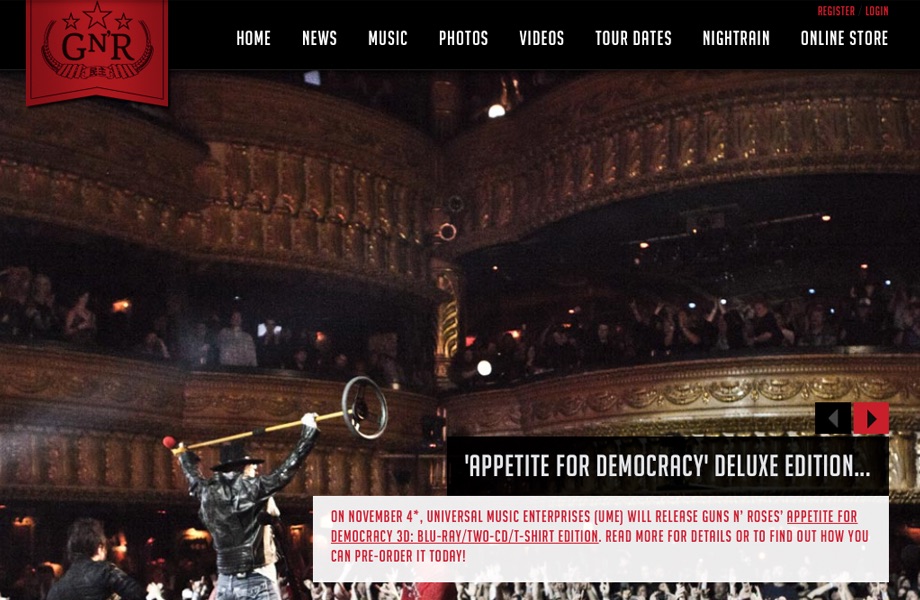 REGISTER / LOGIN
GN'R
HOME NEWS MUSIC PHOTOS VIDEOS TOUR DATES NIGHTRAIN ONLINE STORE
'APPETITE FOR DEMOCRACY' DELUXE EDITION...
ON NOVEMBER 4*, UNIVERSAL MUSIC ENTERPRISES (UME) WILL RELEASE GUNS N' ROSES' APPETITE FOR
DEMOCRACY 3D: BLU-RAY/TWO-CD/T-SHIRT EDITION. READ MORE FOR DETAILS OR TO FIND OUT HOW YOU
CAN PRE-ORDER IT TODAY!